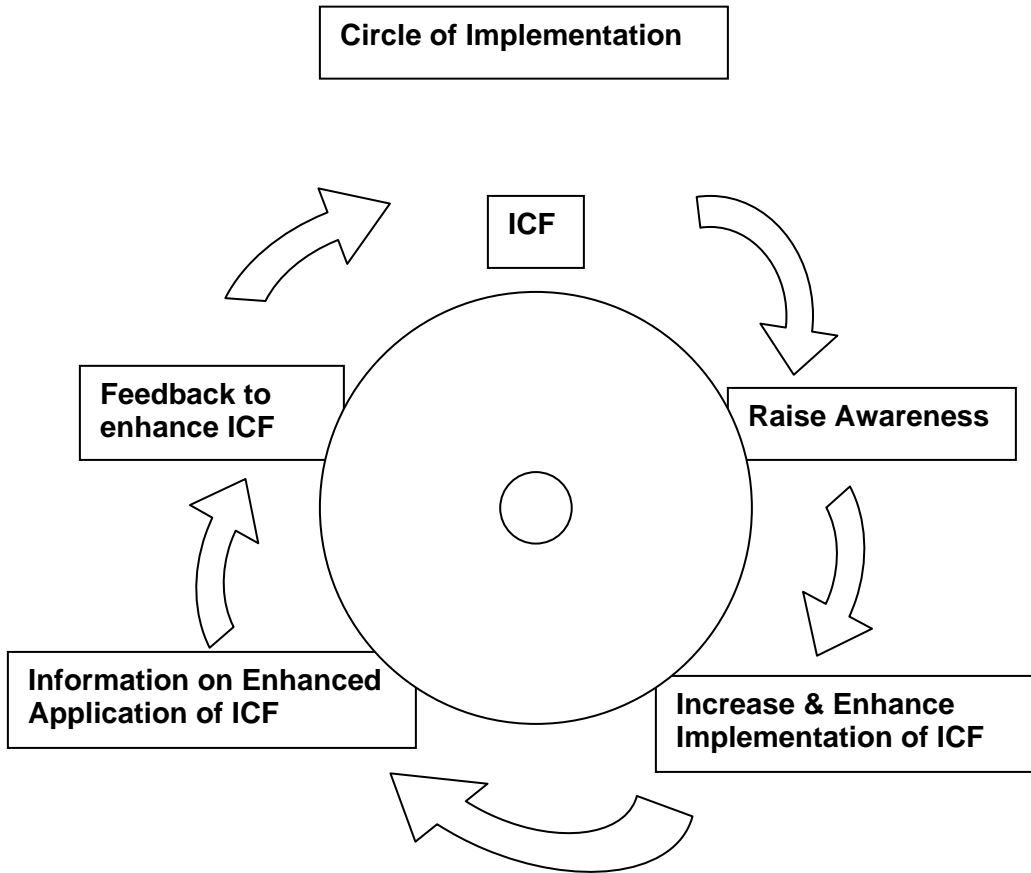 Circle of Implementation
ICF
Feedback to
enhance ICF
Raise Awareness
Information on Enhanced
Application of ICF
Increase & Enhance
Implementation of ICF